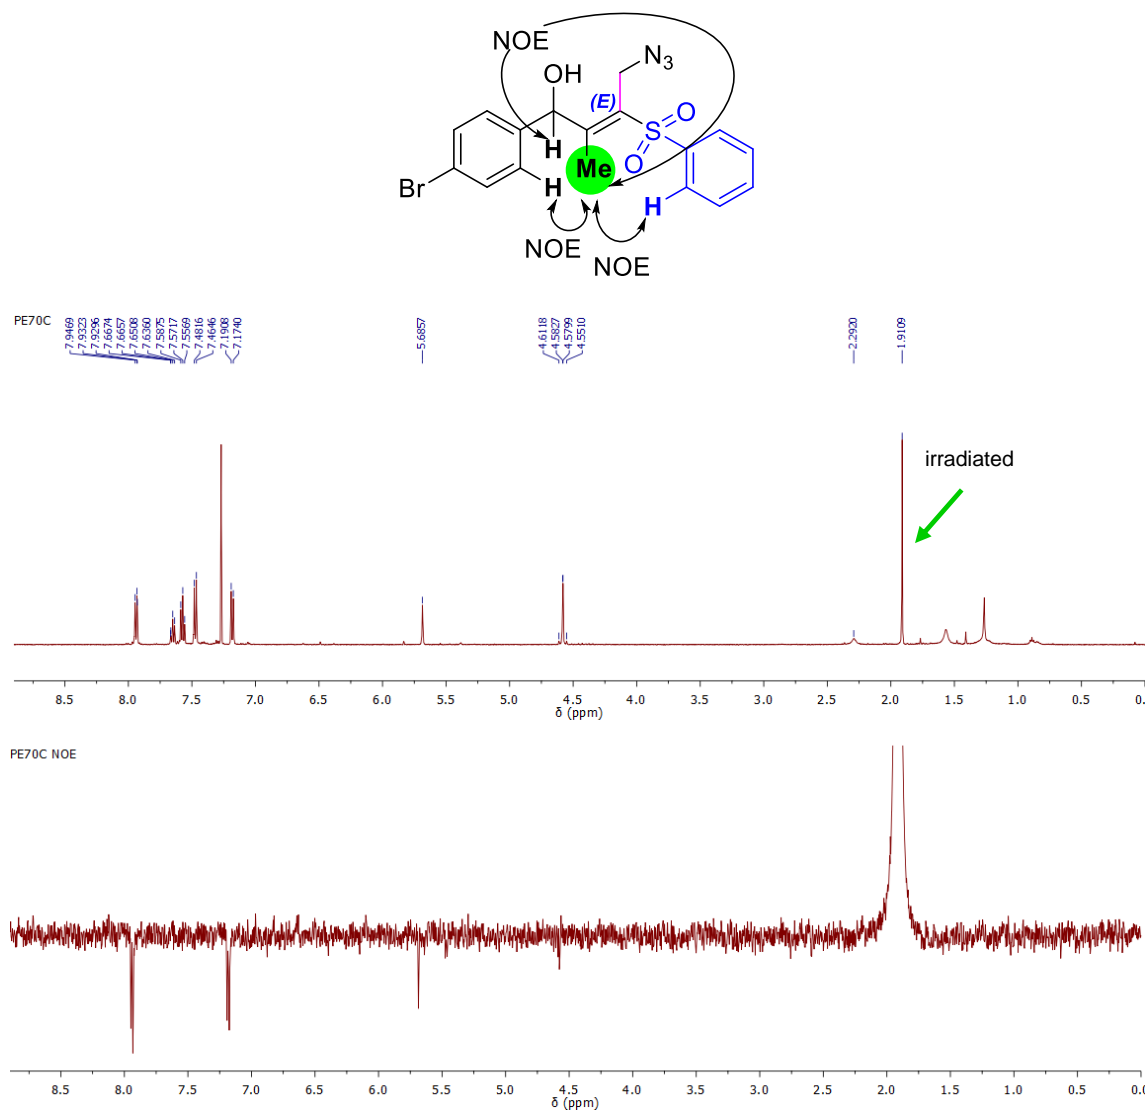 NOE
OH
N3
(E)
O
S
H
Me
O
Br
H
H
NOE
NOE
PE70C
7.9469
7.9323
7.9296
7.6674
7.6657
7.6508
7.6360
7.5875
7.5717
7.5569
7.4816
7.4646
7.1908
7.1740
5.6857
4.6118
4.5827
4.5799
4.5510
2.2920
1.9109
irradiated
8.5 8.0 7.5 7.0 6.5 6.0 5.5 5.0 4.5 4.0 3.5 3.0 2.5 2.0 1.5 1.0 0.5 0.
δ (ppm)
PE70C NOE
8.5 8.0 7.5 7.0 6.5 6.0 5.5 5.0 4.5 4.0 3.5 3.0 2.5 2.0 1.5 1.0 0.5 0.
δ (ppm)